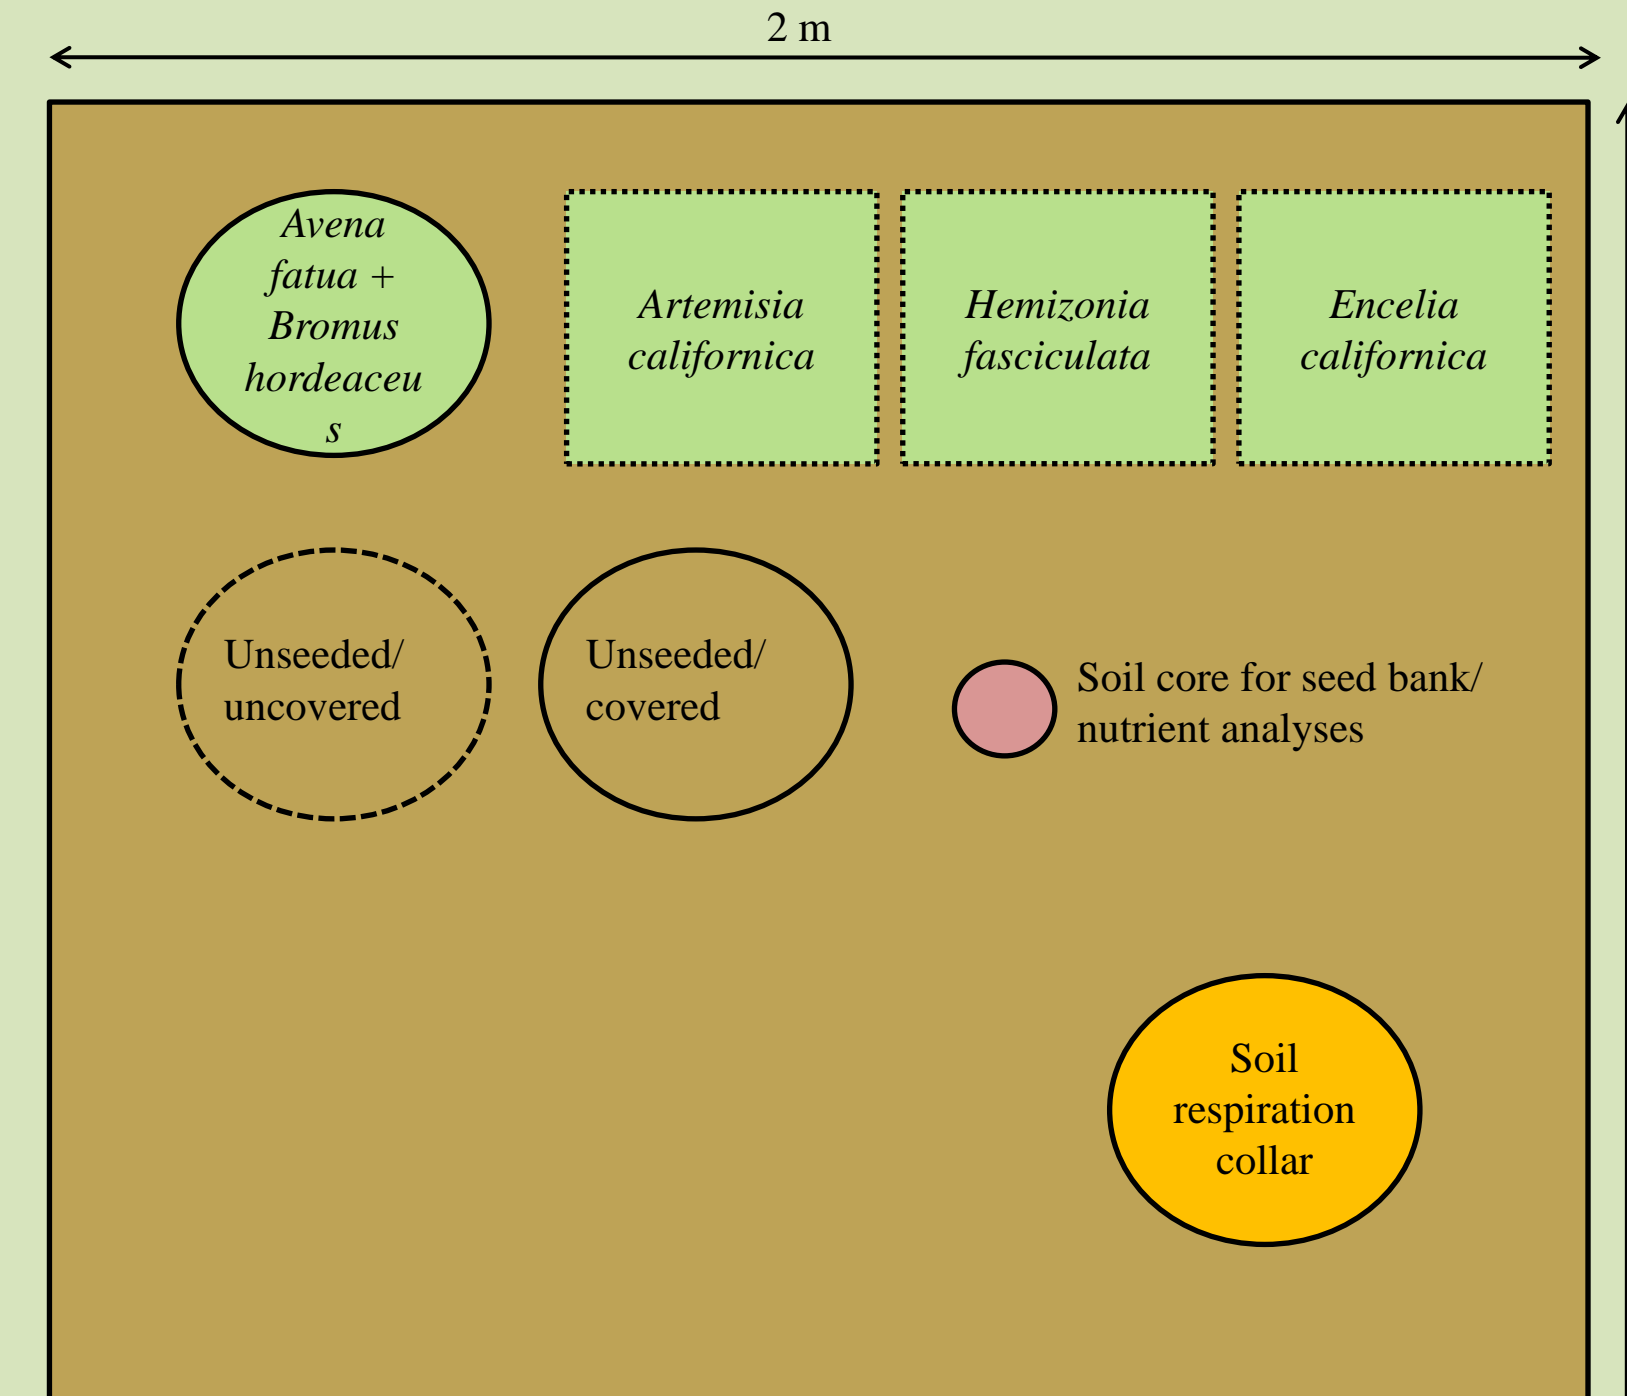 2 m
Avena
fatua +
Bromus
hordeaceu
s
Artemisia
californica
Hemizonia
fasciculata
Encelia
californica
Unseeded/
uncovered
Unseeded/
covered
Soil core for seed bank/
nutrient analyses
Soil
respiration
collar